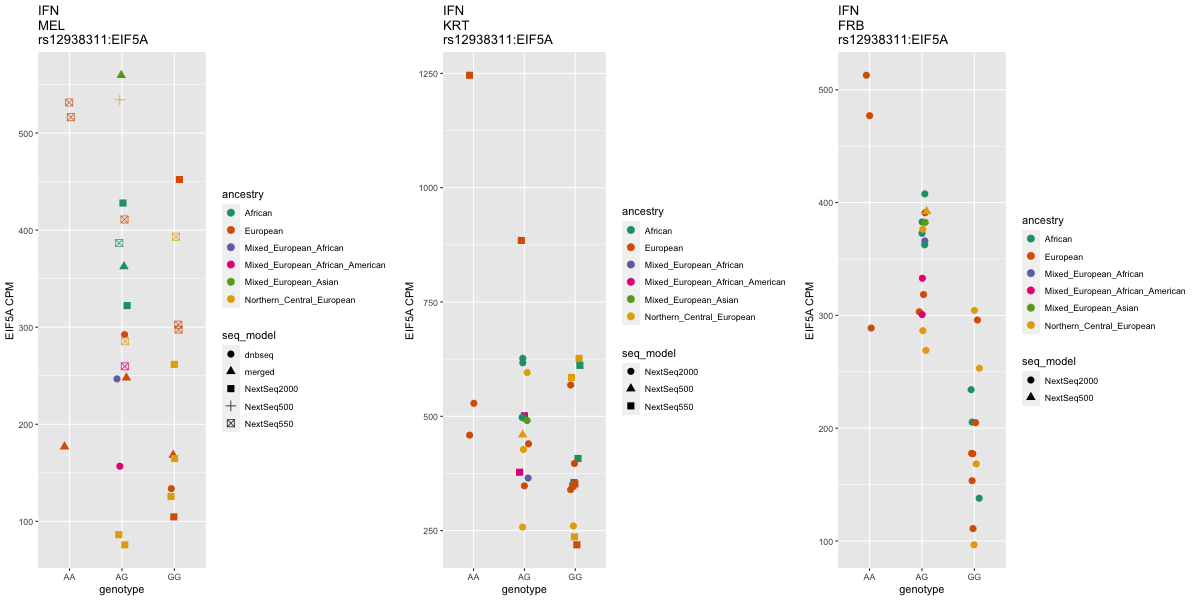 IFN
MEL
rs12938311:EIF5A
EIF5A CPM
500
400
300
200
100
AA
AG
GG
genotype
ancestry
African
European
Mixed_European_African
Mixed_European_African_American
Mixed_European_Asian
Northern_Central_European
seq_model
dnbseq
merged
NextSeq2000
NextSeq500
NextSeq550
IFN
KRT
rs12938311:EIF5A
EIF5A CPM
1250
1000
750
500
250
AA
AG
GG
genotype
ancestry
African
European
Mixed_European_African
Mixed_European_African_American
Mixed_European_Asian
Northern_Central_European
seq_model
NextSeq2000
NextSeq500
NextSeq550
IFN
FRB
rs12938311:EIF5A
EIF5A CPM
500
400
300
200
100
AA
AG
GG
genotype
ancestry
African
European
Mixed_European_African
Mixed_European_African_American
Mixed_European_Asian
Northern_Central_European
seq_model
NextSeq2000
NextSeq500